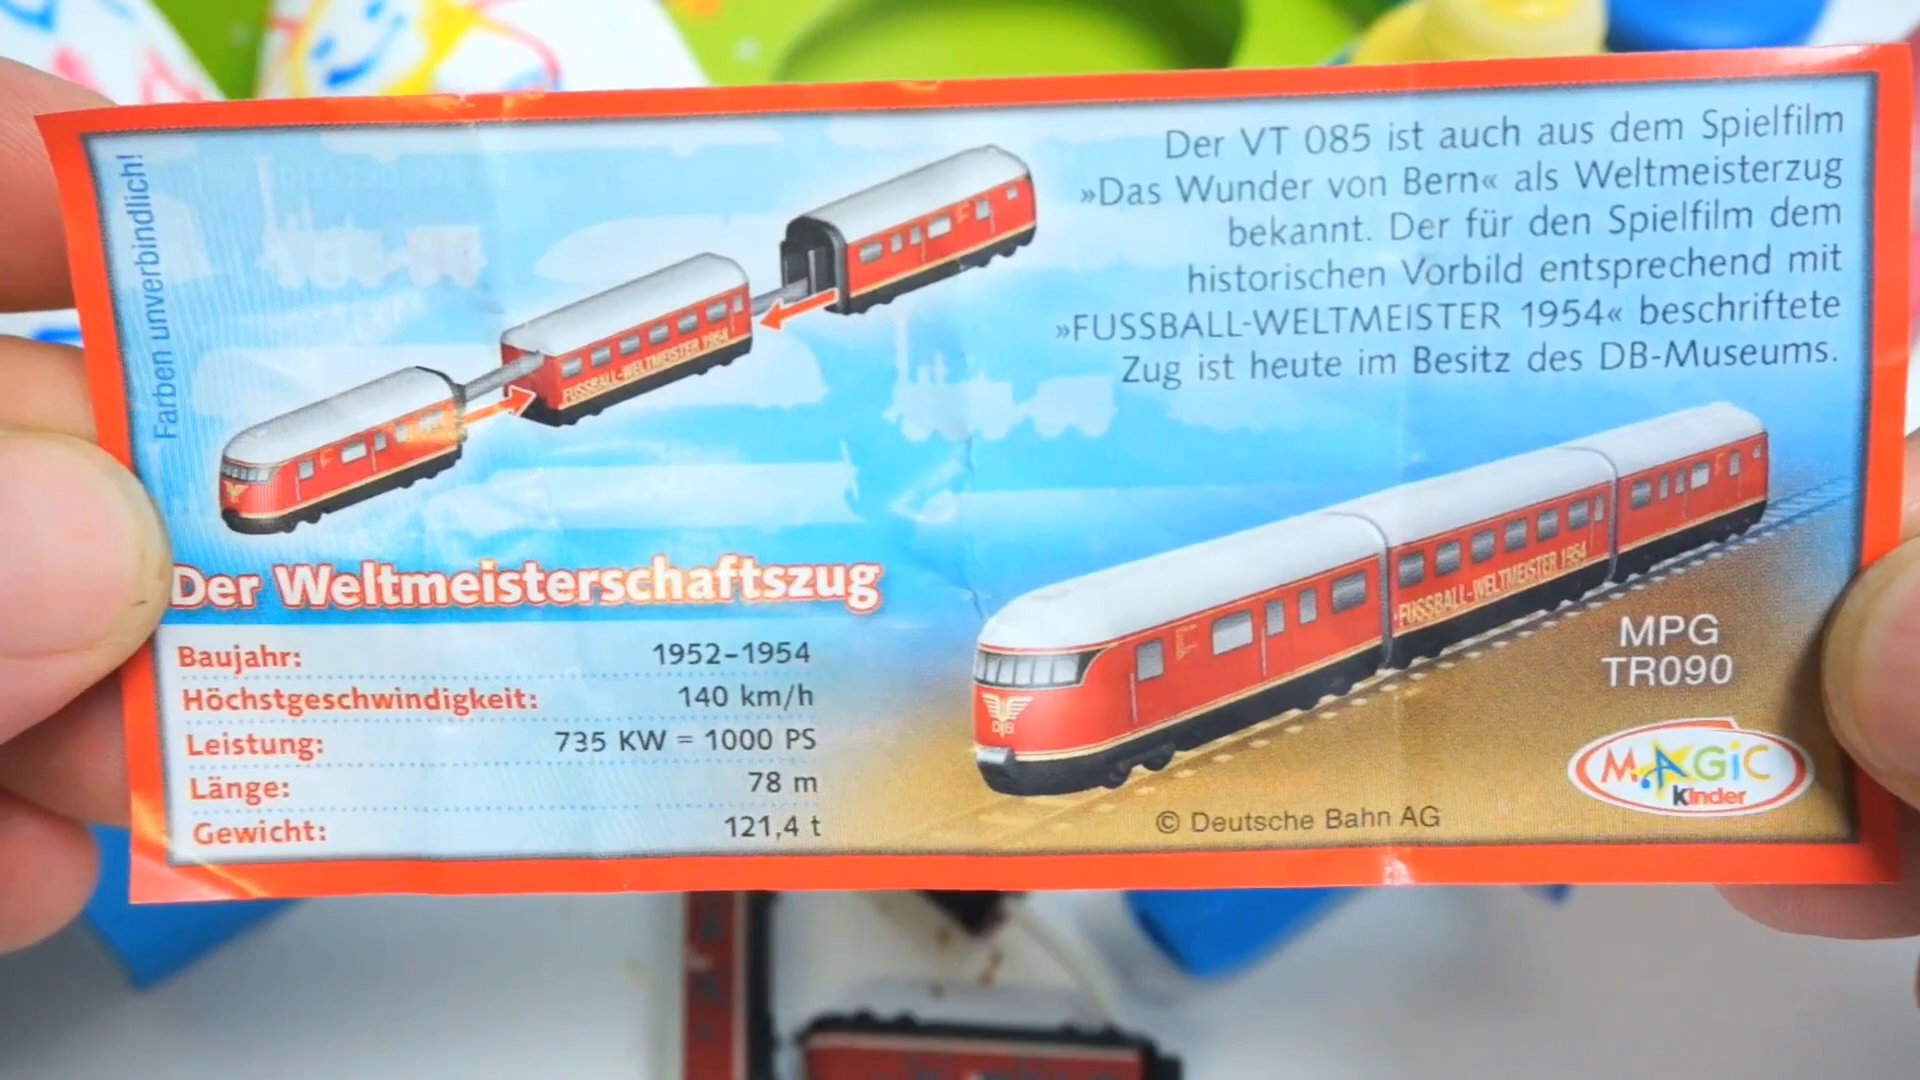 Farben unverbindlich!
Der VT 085 ist auch aus dem Spielfilm
»Das Wunder von Bern« als Weltmeisterzug
bekannt. Der für den Spielfilm dem
historischen Vorbild entsprechend mit
»FUSSBALL-WELTMEISTER 1954« beschriftete
Zug ist heute im Besitz des DB-Museums.
FUSSBALL-WELTMEISTER 1954
Der Weltmeisterschaftszug
Baujahr: 1952-1954
Höchstgeschwindigkeit: 140 km/h
Leistung: 735 KW = 1000 PS
Länge: 78 m
Gewicht: 121,4 t
FUSSBALL-WELTMEISTER 1954
DB
MPG
TR090
MAGiC
Kinder
© Deutsche Bahn AG